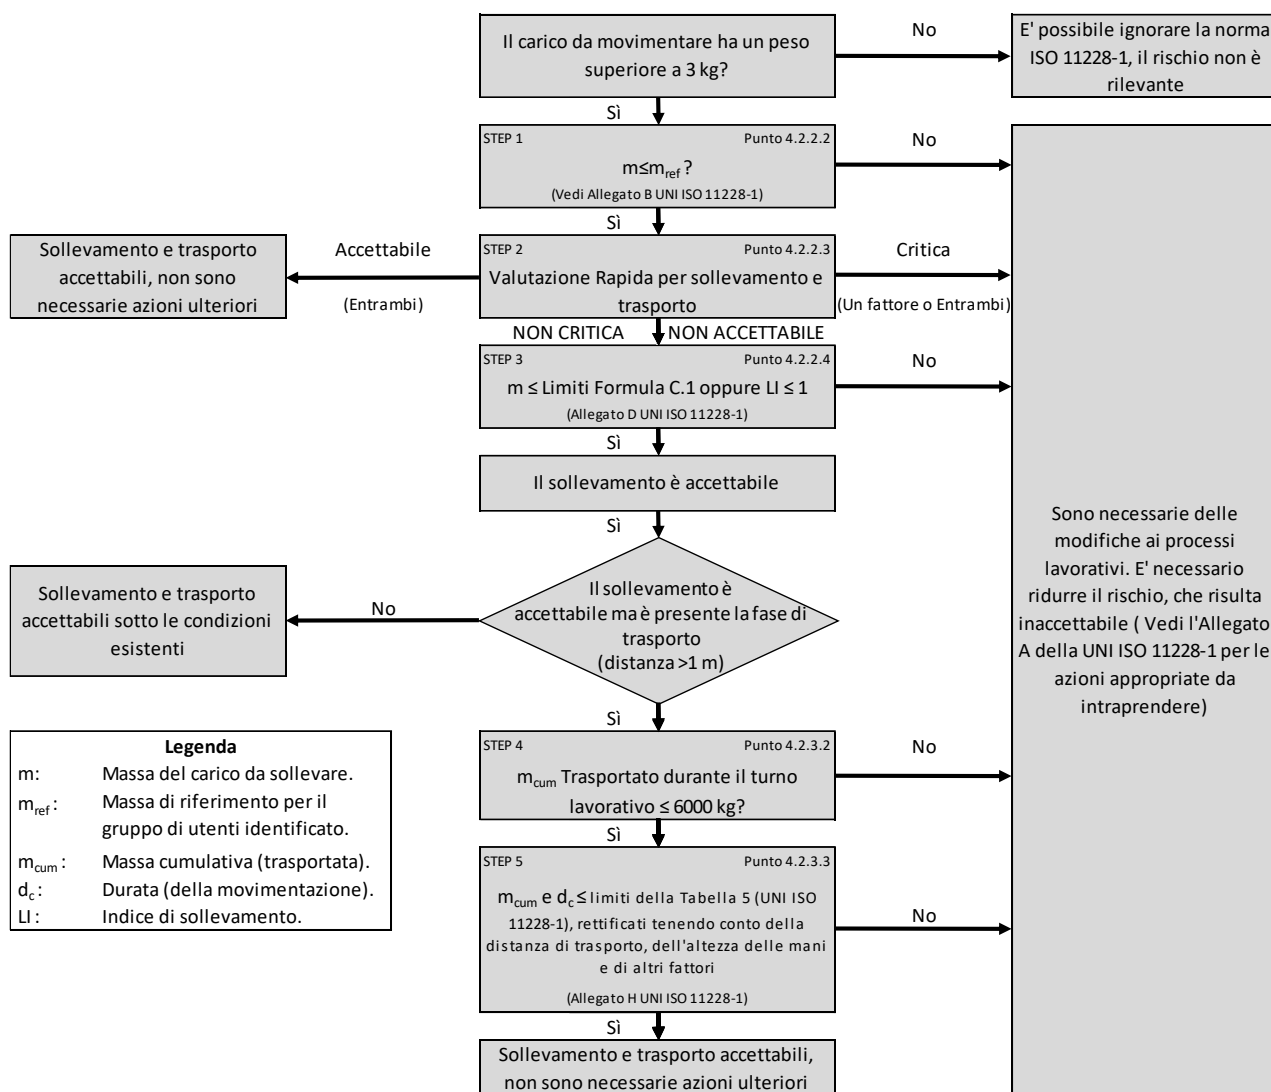 Il carico da movimentare ha un peso
superiore a 3 kg?
No
E' possibile ignorare la norma
ISO 11228-1, il rischio non è
rilevante
Sì
STEP 1 Punto 4.2.2.2
m≤mref ?
(Vedi Allegato B UNI ISO 11228-1)
No
Sì
Sollevamento e trasporto
accettabili, non sono
necessarie azioni ulteriori
Accettabile
(Entrambi)
STEP 2 Punto 4.2.2.3
Valutazione Rapida per sollevamento e
trasporto
Critica
(Un fattore o Entrambi)
NON CRITICA NON ACCETTABILE
STEP 3 Punto 4.2.2.4
m ≤ Limiti Formula C.1 oppure LI ≤ 1
(Allegato D UNI ISO 11228-1)
No
Sì
Il sollevamento è accettabile
Sì
Sono necessarie delle
modifiche ai processi
lavorativi. E' necessario
ridurre il rischio, che risulta
inaccettabile ( Vedi l'Allegato
A della UNI ISO 11228-1 per le
azioni appropriate da
intraprendere)
Sollevamento e trasporto
accettabili sotto le condizioni
esistenti
No
Il sollevamento è
accettabile ma è presente la fase di
trasporto
(distanza >1 m)
Sì
STEP 4 Punto 4.2.3.2
mcum Trasportato durante il turno
lavorativo ≤ 6000 kg?
No
Sì
Legenda
m: Massa del carico da sollevare.
mref : Massa di riferimento per il
gruppo di utenti identificato.
mcum : Massa cumulativa (trasportata).
dc : Durata (della movimentazione).
LI : Indice di sollevamento.
STEP 5 Punto 4.2.3.3
mcum e dc ≤ limiti della Tabella 5 (UNI ISO
11228-1), rettificati tenendo conto della
distanza di trasporto, dell'altezza delle mani
e di altri fattori
(Allegato H UNI ISO 11228-1)
No
Sì
Sollevamento e trasporto accettabili,
non sono necessarie azioni ulteriori